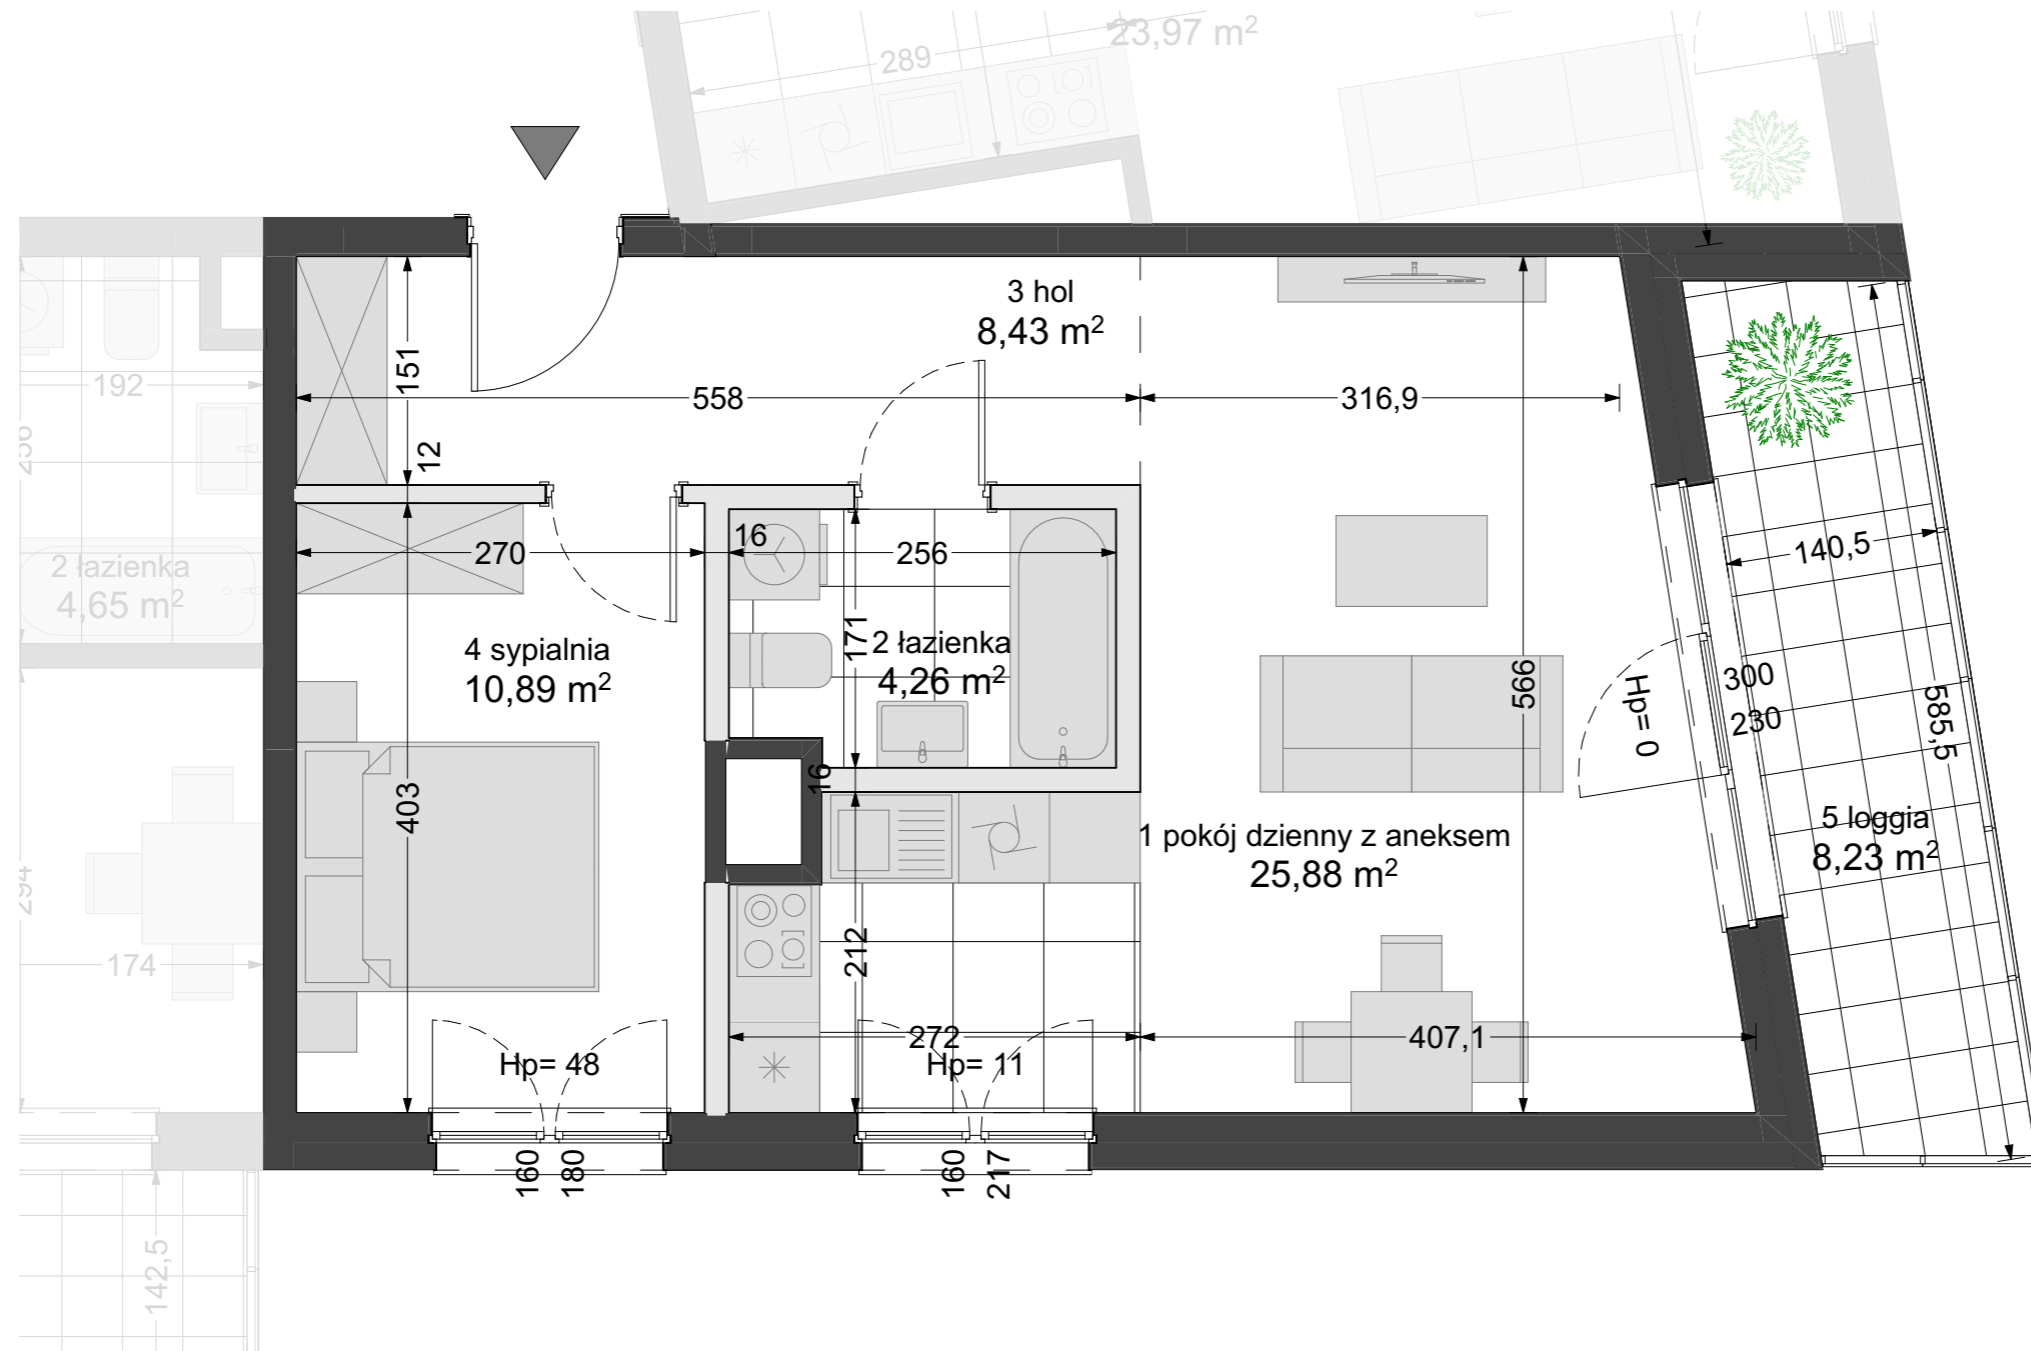 23,97 m²
289
3 hol
8,43 m²
192
151
558
316,9
12
16
270
256
140,5
2 łazienka
4,65 m²
4 sypialnia
10,89 m²
171
2 łazienka
4,26 m²
566
Hp= 0
300
230
585,5
403
16
1 pokój dzienny z aneksem
25,88 m²
5 loggia
8,23 m²
294
174
212
272
407,1
Hp= 48
Hp= 11
160
180
160
217
142,5